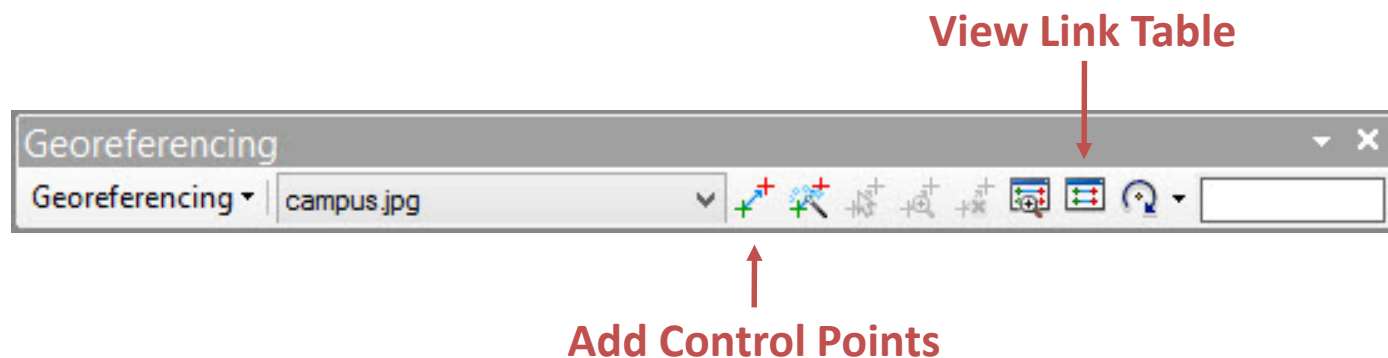 View Link Table
Georeferencing
Georeferencing campus.jpg
Add Control Points